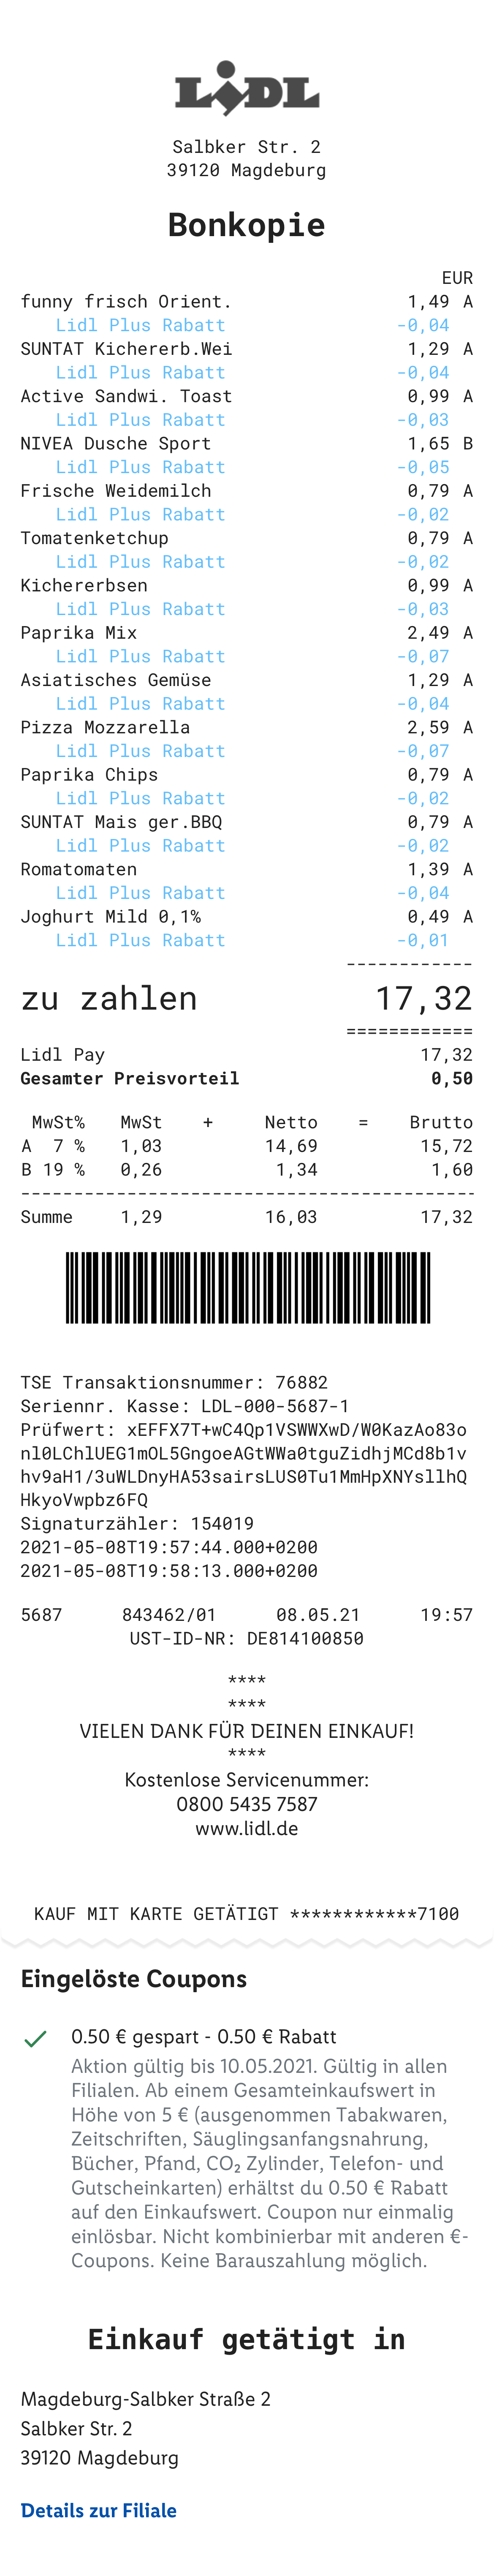 LIDL
Salbker Str. 2
39120 Magdeburg
Bonkopie
EUR
funny frisch Orient. 1,49 A
Lidl Plus Rabatt -0,04
SUNTAT Kichererb.Wei 1,29 A
Lidl Plus Rabatt -0,04
Active Sandwi. Toast 0,99 A
Lidl Plus Rabatt -0,03
NIVEA Dusche Sport 1,65 B
Lidl Plus Rabatt -0,05
Frische Weidemilch 0,79 A
Lidl Plus Rabatt -0,02
Tomatenketchup 0,79 A
Lidl Plus Rabatt -0,02
Kichererbsen 0,99 A
Lidl Plus Rabatt -0,03
Paprika Mix 2,49 A
Lidl Plus Rabatt -0,07
Asiatisches Gemüse 1,29 A
Lidl Plus Rabatt -0,04
Pizza Mozzarella 2,59 A
Lidl Plus Rabatt -0,07
Paprika Chips 0,79 A
Lidl Plus Rabatt -0,02
SUNTAT Mais ger.BBQ 0,79 A
Lidl Plus Rabatt -0,02
Romatomaten 1,39 A
Lidl Plus Rabatt -0,04
Joghurt Mild 0,1% 0,49 A
Lidl Plus Rabatt -0,01
------------
zu zahlen 17,32
============
Lidl Pay 17,32
Gesamter Preisvorteil 0,50
MwSt% MwSt + Netto = Brutto
A 7 % 1,03 14,69 15,72
B 19 % 0,26 1,34 1,60
-------------------------------------------
Summe 1,29 16,03 17,32
TSE Transaktionsnummer: 76882
Seriennr. Kasse: LDL-000-5687-1
Prüfwert: xEFFX7T+wC4Qp1VSWWXwD/W0KazAo83o
nl0LChlUEG1mOL5GngoeAGtWWa0tguZidhjMCd8b1v
hv9aH1/3uWLDnyHA53sairsLUS0Tu1MmHpXNYsllhQ
HkyoVwpbz6FQ
Signaturzähler: 154019
2021-05-08T19:57:44.000+0200
2021-05-08T19:58:13.000+0200
5687 843462/01 08.05.21 19:57
UST-ID-NR: DE814100850
****
****
VIELEN DANK FÜR DEINEN EINKAUF!
****
Kostenlose Servicenummer:
0800 5435 7587
www.lidl.de
KAUF MIT KARTE GETÄTIGT ************7100
Eingelöste Coupons
0.50 € gespart - 0.50 € Rabatt
Aktion gültig bis 10.05.2021. Gültig in allen
Filialen. Ab einem Gesamteinkaufswert in
Höhe von 5 € (ausgenommen Tabakwaren,
Zeitschriften, Säuglingsanfangsnahrung,
Bücher, Pfand, CO₂ Zylinder, Telefon- und
Gutscheinkarten) erhältst du 0.50 € Rabatt
auf den Einkaufswert. Coupon nur einmalig
einlösbar. Nicht kombinierbar mit anderen €-
Coupons. Keine Barauszahlung möglich.
Einkauf getätigt in
Magdeburg-Salbker Straße 2
Salbker Str. 2
39120 Magdeburg
Details zur Filiale